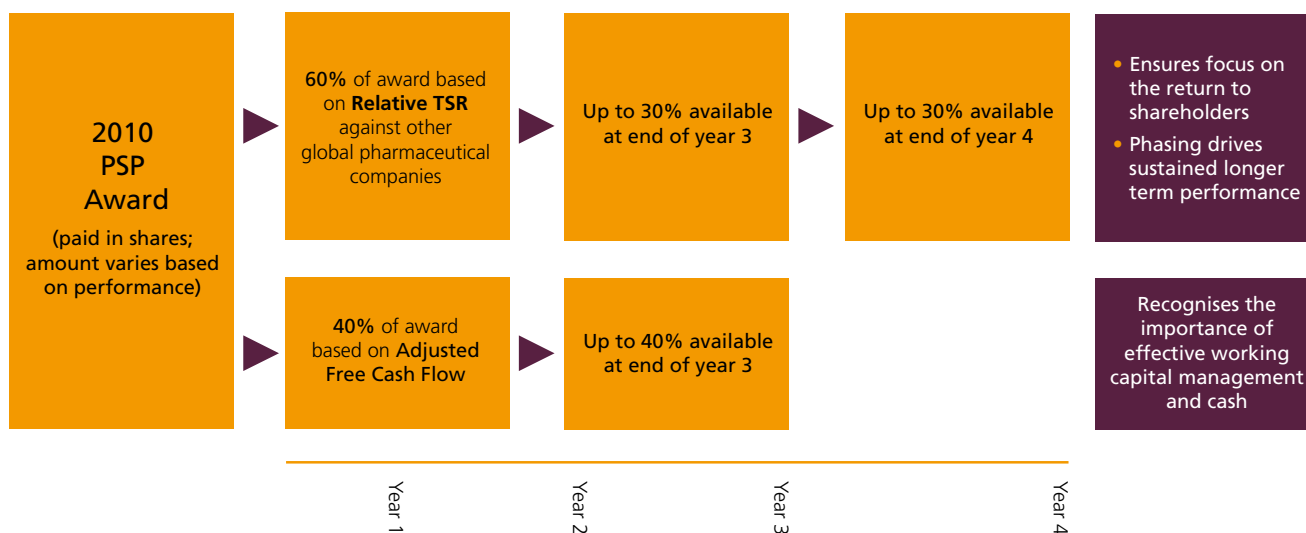 2010
PSP
Award
(paid in shares;
amount varies based
on performance)
60% of award based
on Relative TSR
against other
global pharmaceutical
companies
Up to 30% available
at end of year 3
Up to 30% available
at end of year 4
• Ensures focus on
the return to
shareholders
• Phasing drives
sustained longer
term performance
40% of award
based on Adjusted
Free Cash Flow
Up to 40% available
at end of year 3
Recognises the
importance of
effective working
capital management
and cash
Year 1
Year 2
Year 3
Year 4